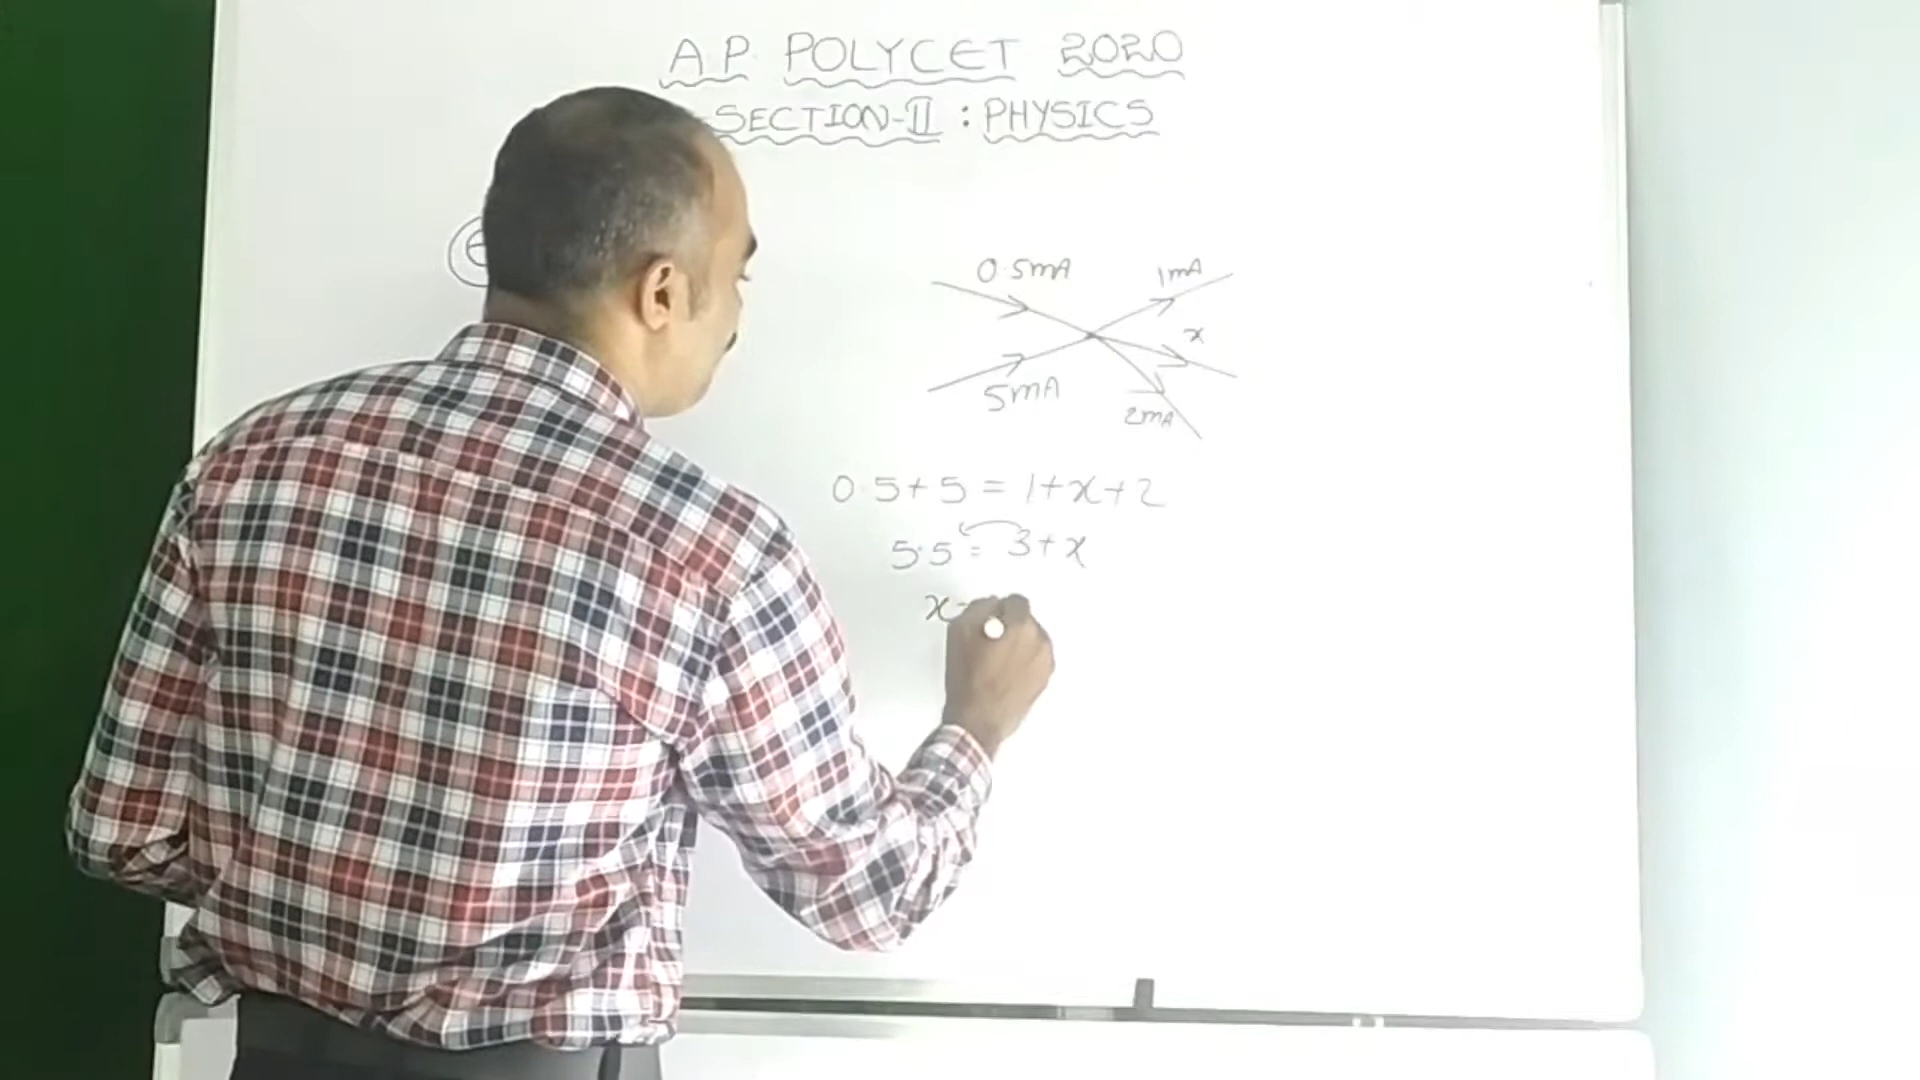 A P POLYCET 2020
SECTION-II : PHYSICS
0.5mA
1mA
x
5mA
2mA
0.5+5 = 1+x+2
5.5 = 3+x
x